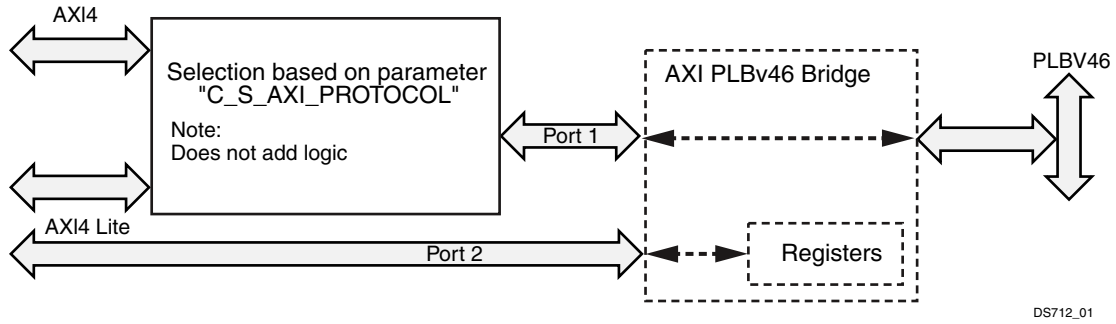 AXI4
Selection based on parameter
"C_S_AXI_PROTOCOL"
Note:
Does not add logic
Port 1
AXI PLBv46 Bridge
PLBV46
AXI4 Lite
Port 2
Registers
DS712_01